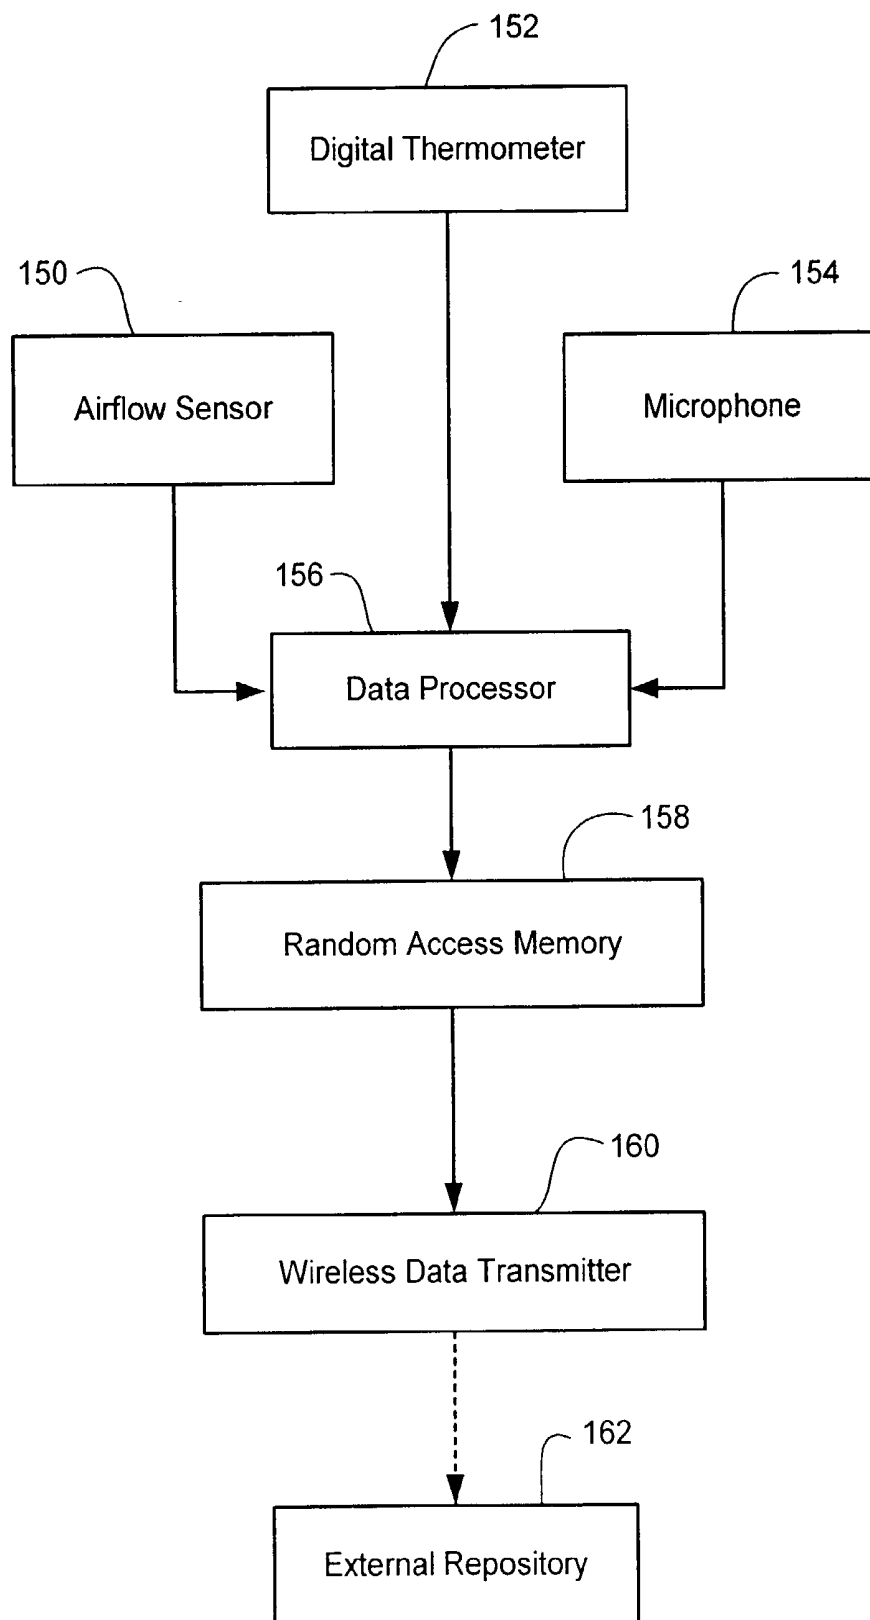 152
Digital Thermometer
150
154
Airflow Sensor
Microphone
156
Data Processor
158
Random Access Memory
160
Wireless Data Transmitter
162
External Repository